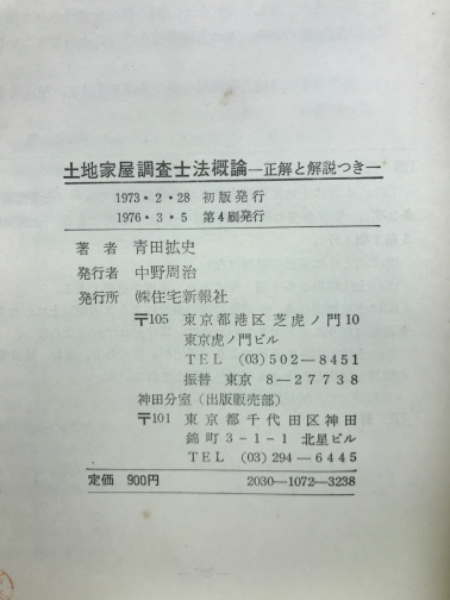 土地家屋調査士法概論—正解と解説つき—
1973・2・28 初版発行
1976・3・5 第4刷発行
著者 青田拡史
発行者 中野周治
発行所 ㈱住宅新報社
〒105 東京都港区芝虎ノ門10
東京虎ノ門ビル
TEL (03)502—8451
振替 東京 8—27738
神田分室(出版販売部)
〒101 東京都千代田区神田
錦町3-1-1 北星ビル
TEL (03)294—6445
定価 900円 2030—1072—3238